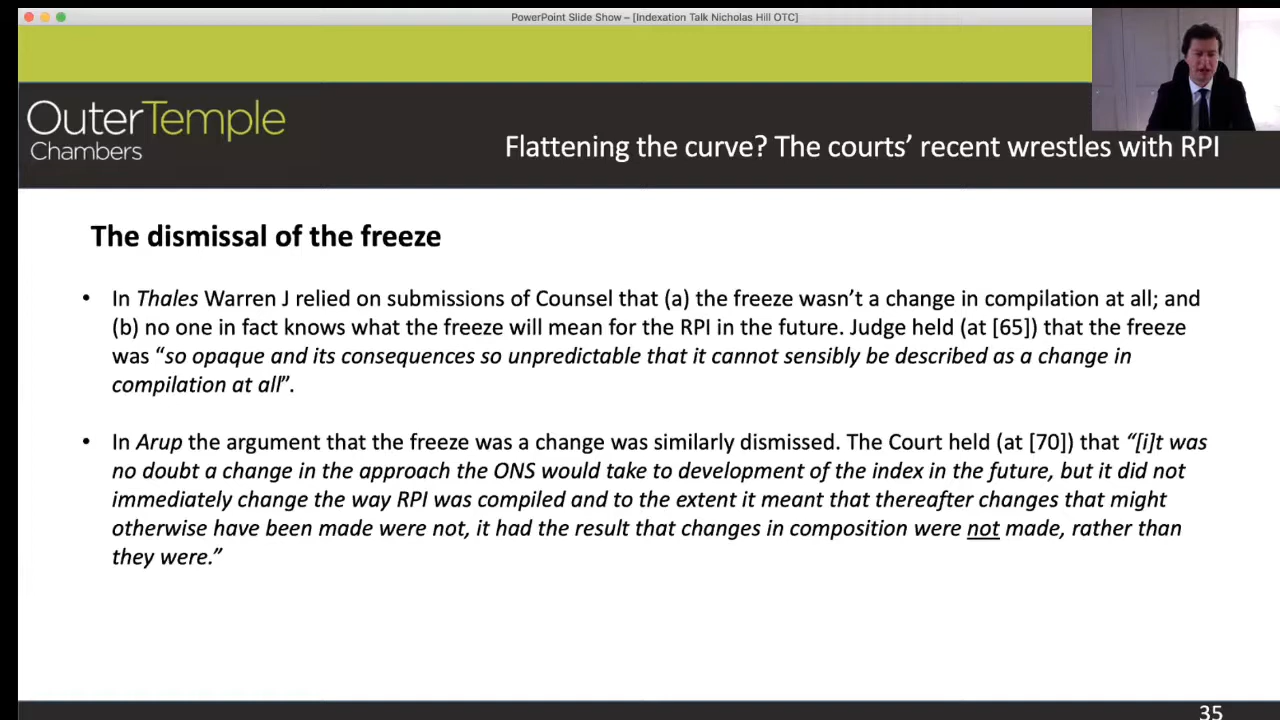 PowerPoint Slide Show – [Indexation Talk Nicholas Hill OTC]
OuterTemple
Chambers
Flattening the curve? The courts’ recent wrestles with RPI
The dismissal of the freeze
• In Thales Warren J relied on submissions of Counsel that (a) the freeze wasn’t a change in compilation at all; and
(b) no one in fact knows what the freeze will mean for the RPI in the future. Judge held (at [65]) that the freeze
was “so opaque and its consequences so unpredictable that it cannot sensibly be described as a change in
compilation at all”.
• In Arup the argument that the freeze was a change was similarly dismissed. The Court held (at [70]) that “[i]t was
no doubt a change in the approach the ONS would take to development of the index in the future, but it did not
immediately change the way RPI was compiled and to the extent it meant that thereafter changes that might
otherwise have been made were not, it had the result that changes in composition were not made, rather than
they were.”
35